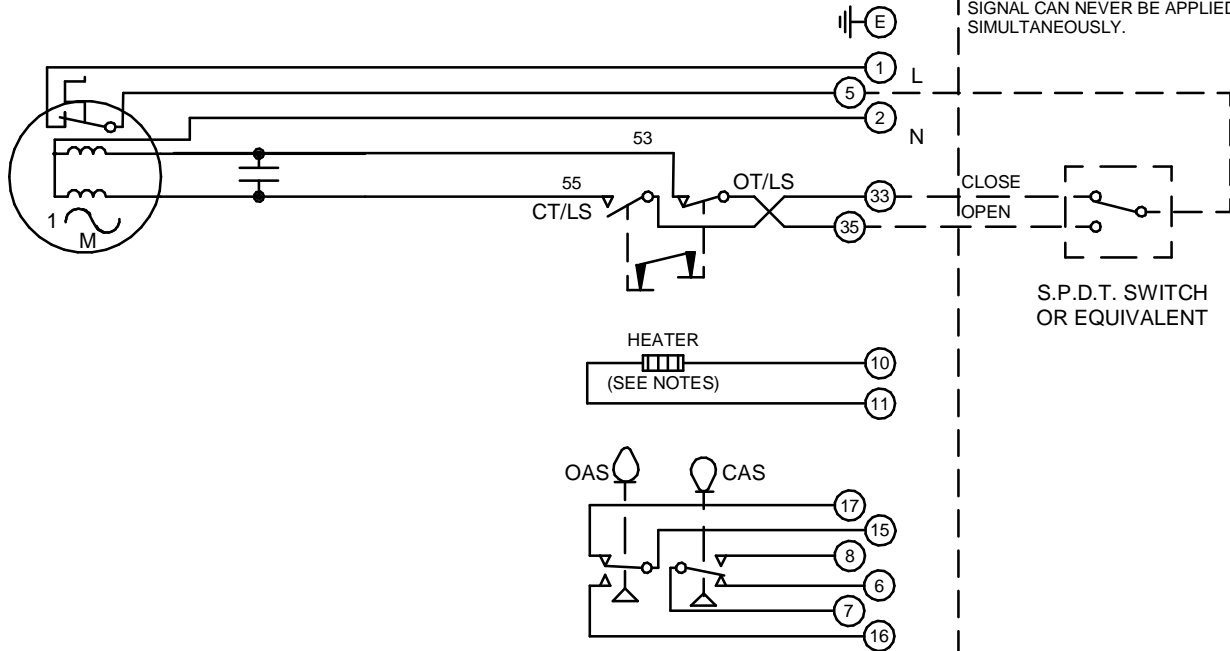 SIGNAL CAN NEVER BE APPLIED
SIMULTANEOUSLY.
E
1
L
5
2
N
53
55
CT/LS
OT/LS
33
CLOSE
OPEN
35
1
M
S.P.D.T. SWITCH
OR EQUIVALENT
HEATER
(SEE NOTES)
10
11
OAS
CAS
17
15
8
6
7
16